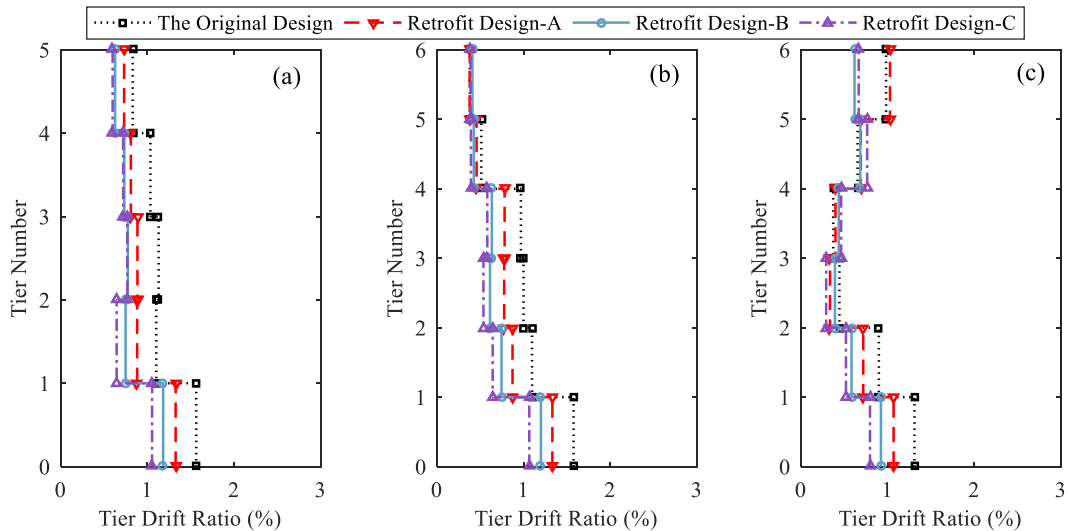 The Original Design Retrofit Design-A Retrofit Design-B Retrofit Design-C
(a)
5
4
3
2
1
0
Tier Number
0 1 2 3
Tier Drift Ratio (%)
(b)
6
5
4
3
2
1
0
Tier Number
0 1 2 3
Tier Drift Ratio (%)
(c)
6
5
4
3
2
1
0
Tier Number
0 1 2 3
Tier Drift Ratio (%)